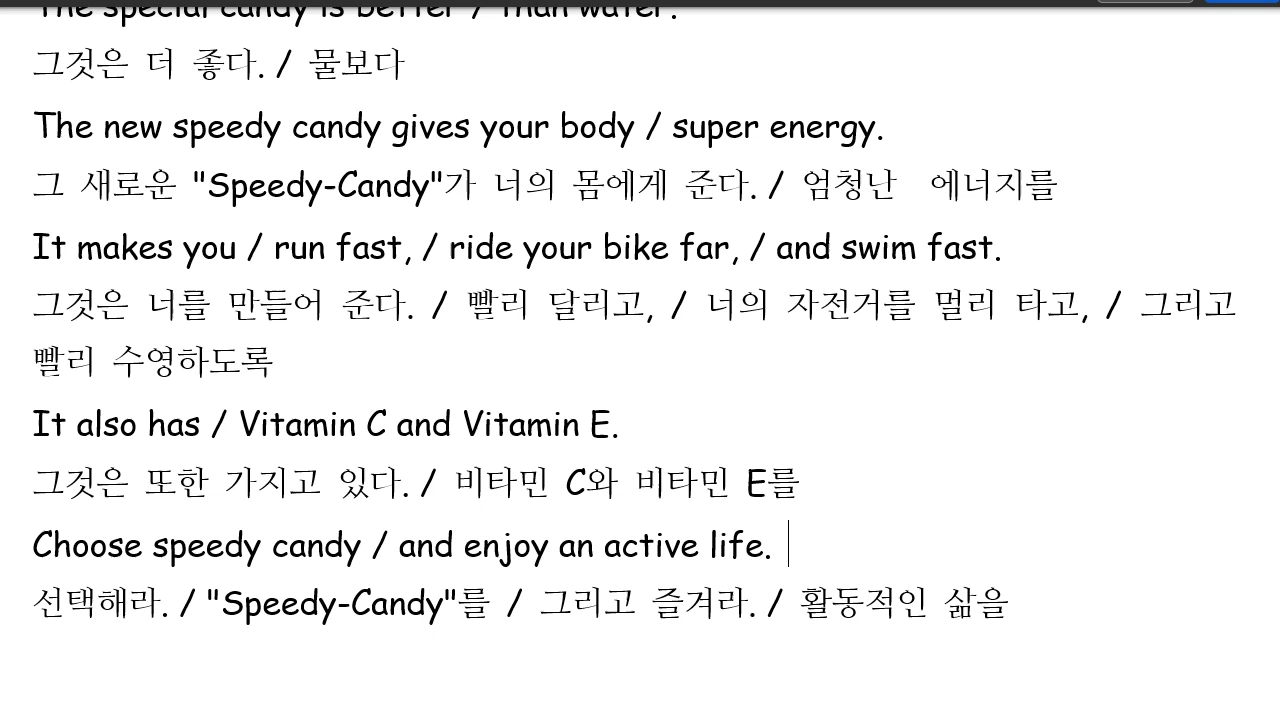 The special candy is better / than water.
그것은 더 좋다. / 물보다
The new speedy candy gives your body / super energy.
그 새로운 "Speedy-Candy"가 너의 몸에게 준다. / 엄청난 에너지를
It makes you / run fast, / ride your bike far, / and swim fast.
그것은 너를 만들어 준다. / 빨리 달리고, / 너의 자전거를 멀리 타고, / 그리고
빨리 수영하도록
It also has / Vitamin C and Vitamin E.
그것은 또한 가지고 있다. / 비타민 C와 비타민 E를
Choose speedy candy / and enjoy an active life.
선택해라. / "Speedy-Candy"를 / 그리고 즐겨라. / 활동적인 삶을